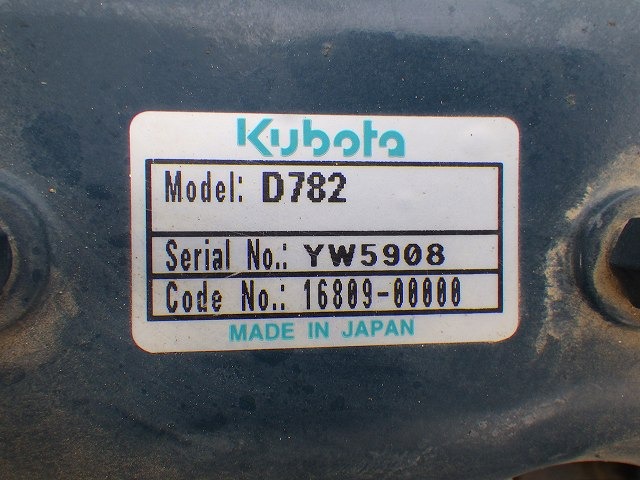 Kubota
Model: D782
Serial No.: YW5908
Code No.: 16809-00000
MADE IN JAPAN